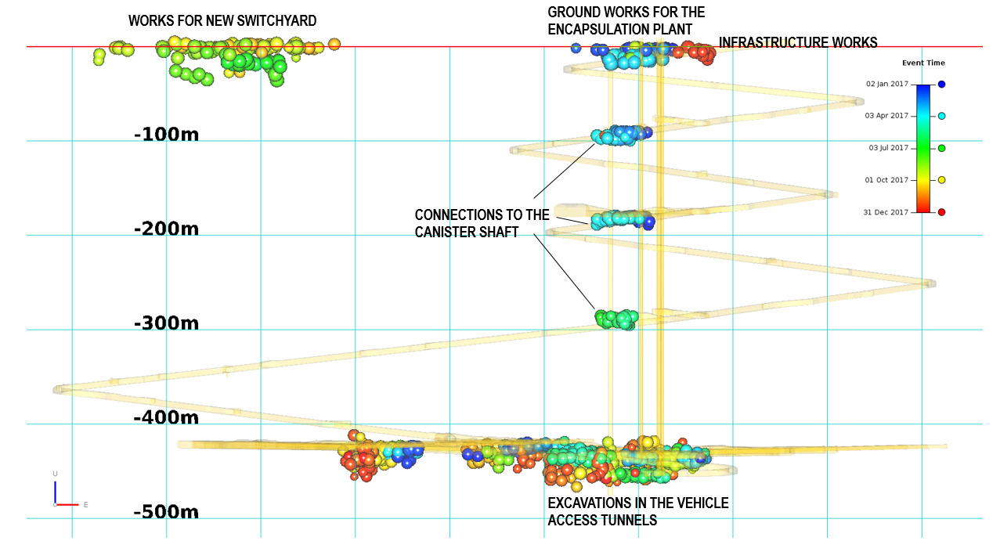 WORKS FOR NEW SWITCHYARD
GROUND WORKS FOR THE
ENCAPSULATION PLANT
INFRASTRUCTURE WORKS
Event Time
02 Jan 2017
03 Apr 2017
03 Jul 2017
01 Oct 2017
31 Dec 2017
-100m
CONNECTIONS TO THE
CANISTER SHAFT
-200m
-300m
-400m
-500m
U
E
EXCAVATIONS IN THE VEHICLE
ACCESS TUNNELS